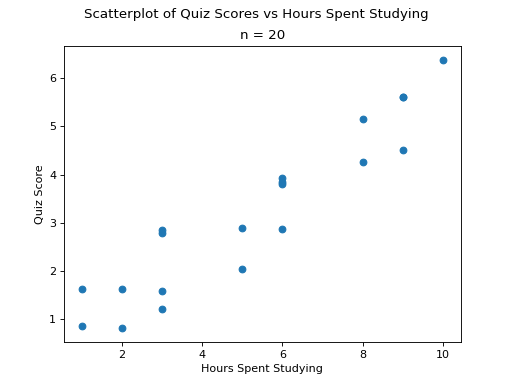 Scatterplot of Quiz Scores vs Hours Spent Studying
n = 20
6
5
4
3
2
1
Quiz Score
2 4 6 8 10
Hours Spent Studying